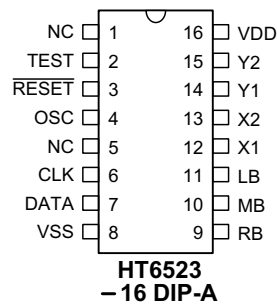 NC 1 16 VDD
TEST 2 15 Y2
RESET 3 14 Y1
OSC 4 13 X2
NC 5 12 X1
CLK 6 11 LB
DATA 7 10 MB
VSS 8 9 RB
HT6523
– 16 DIP-A